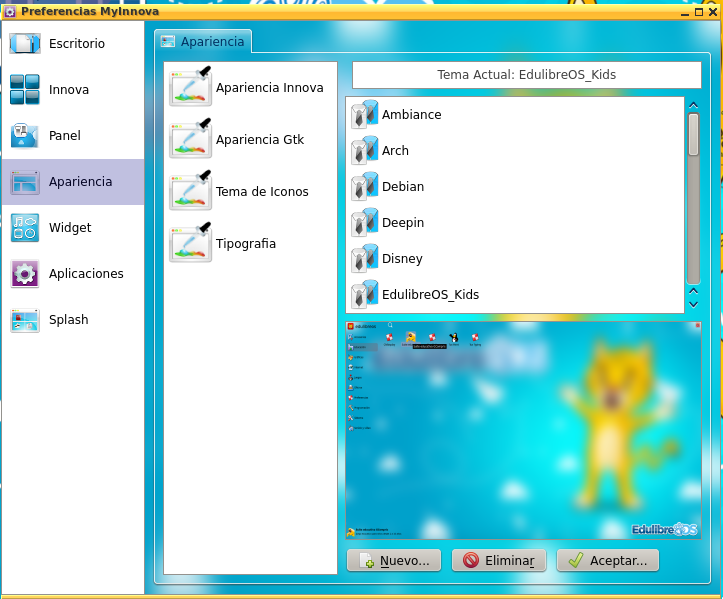 Preferencias MyInnova
Escritorio
Innova
Panel
Apariencia
Widget
Aplicaciones
Splash
Apariencia
Apariencia Innova
Apariencia Gtk
Tema de Iconos
Tipografia
Tema Actual: EdulibreOS_Kids
Ambiance
Arch
Debian
Deepin
Disney
EdulibreOS_Kids
EdulibreOS
Nuevo...
Eliminar
Aceptar...